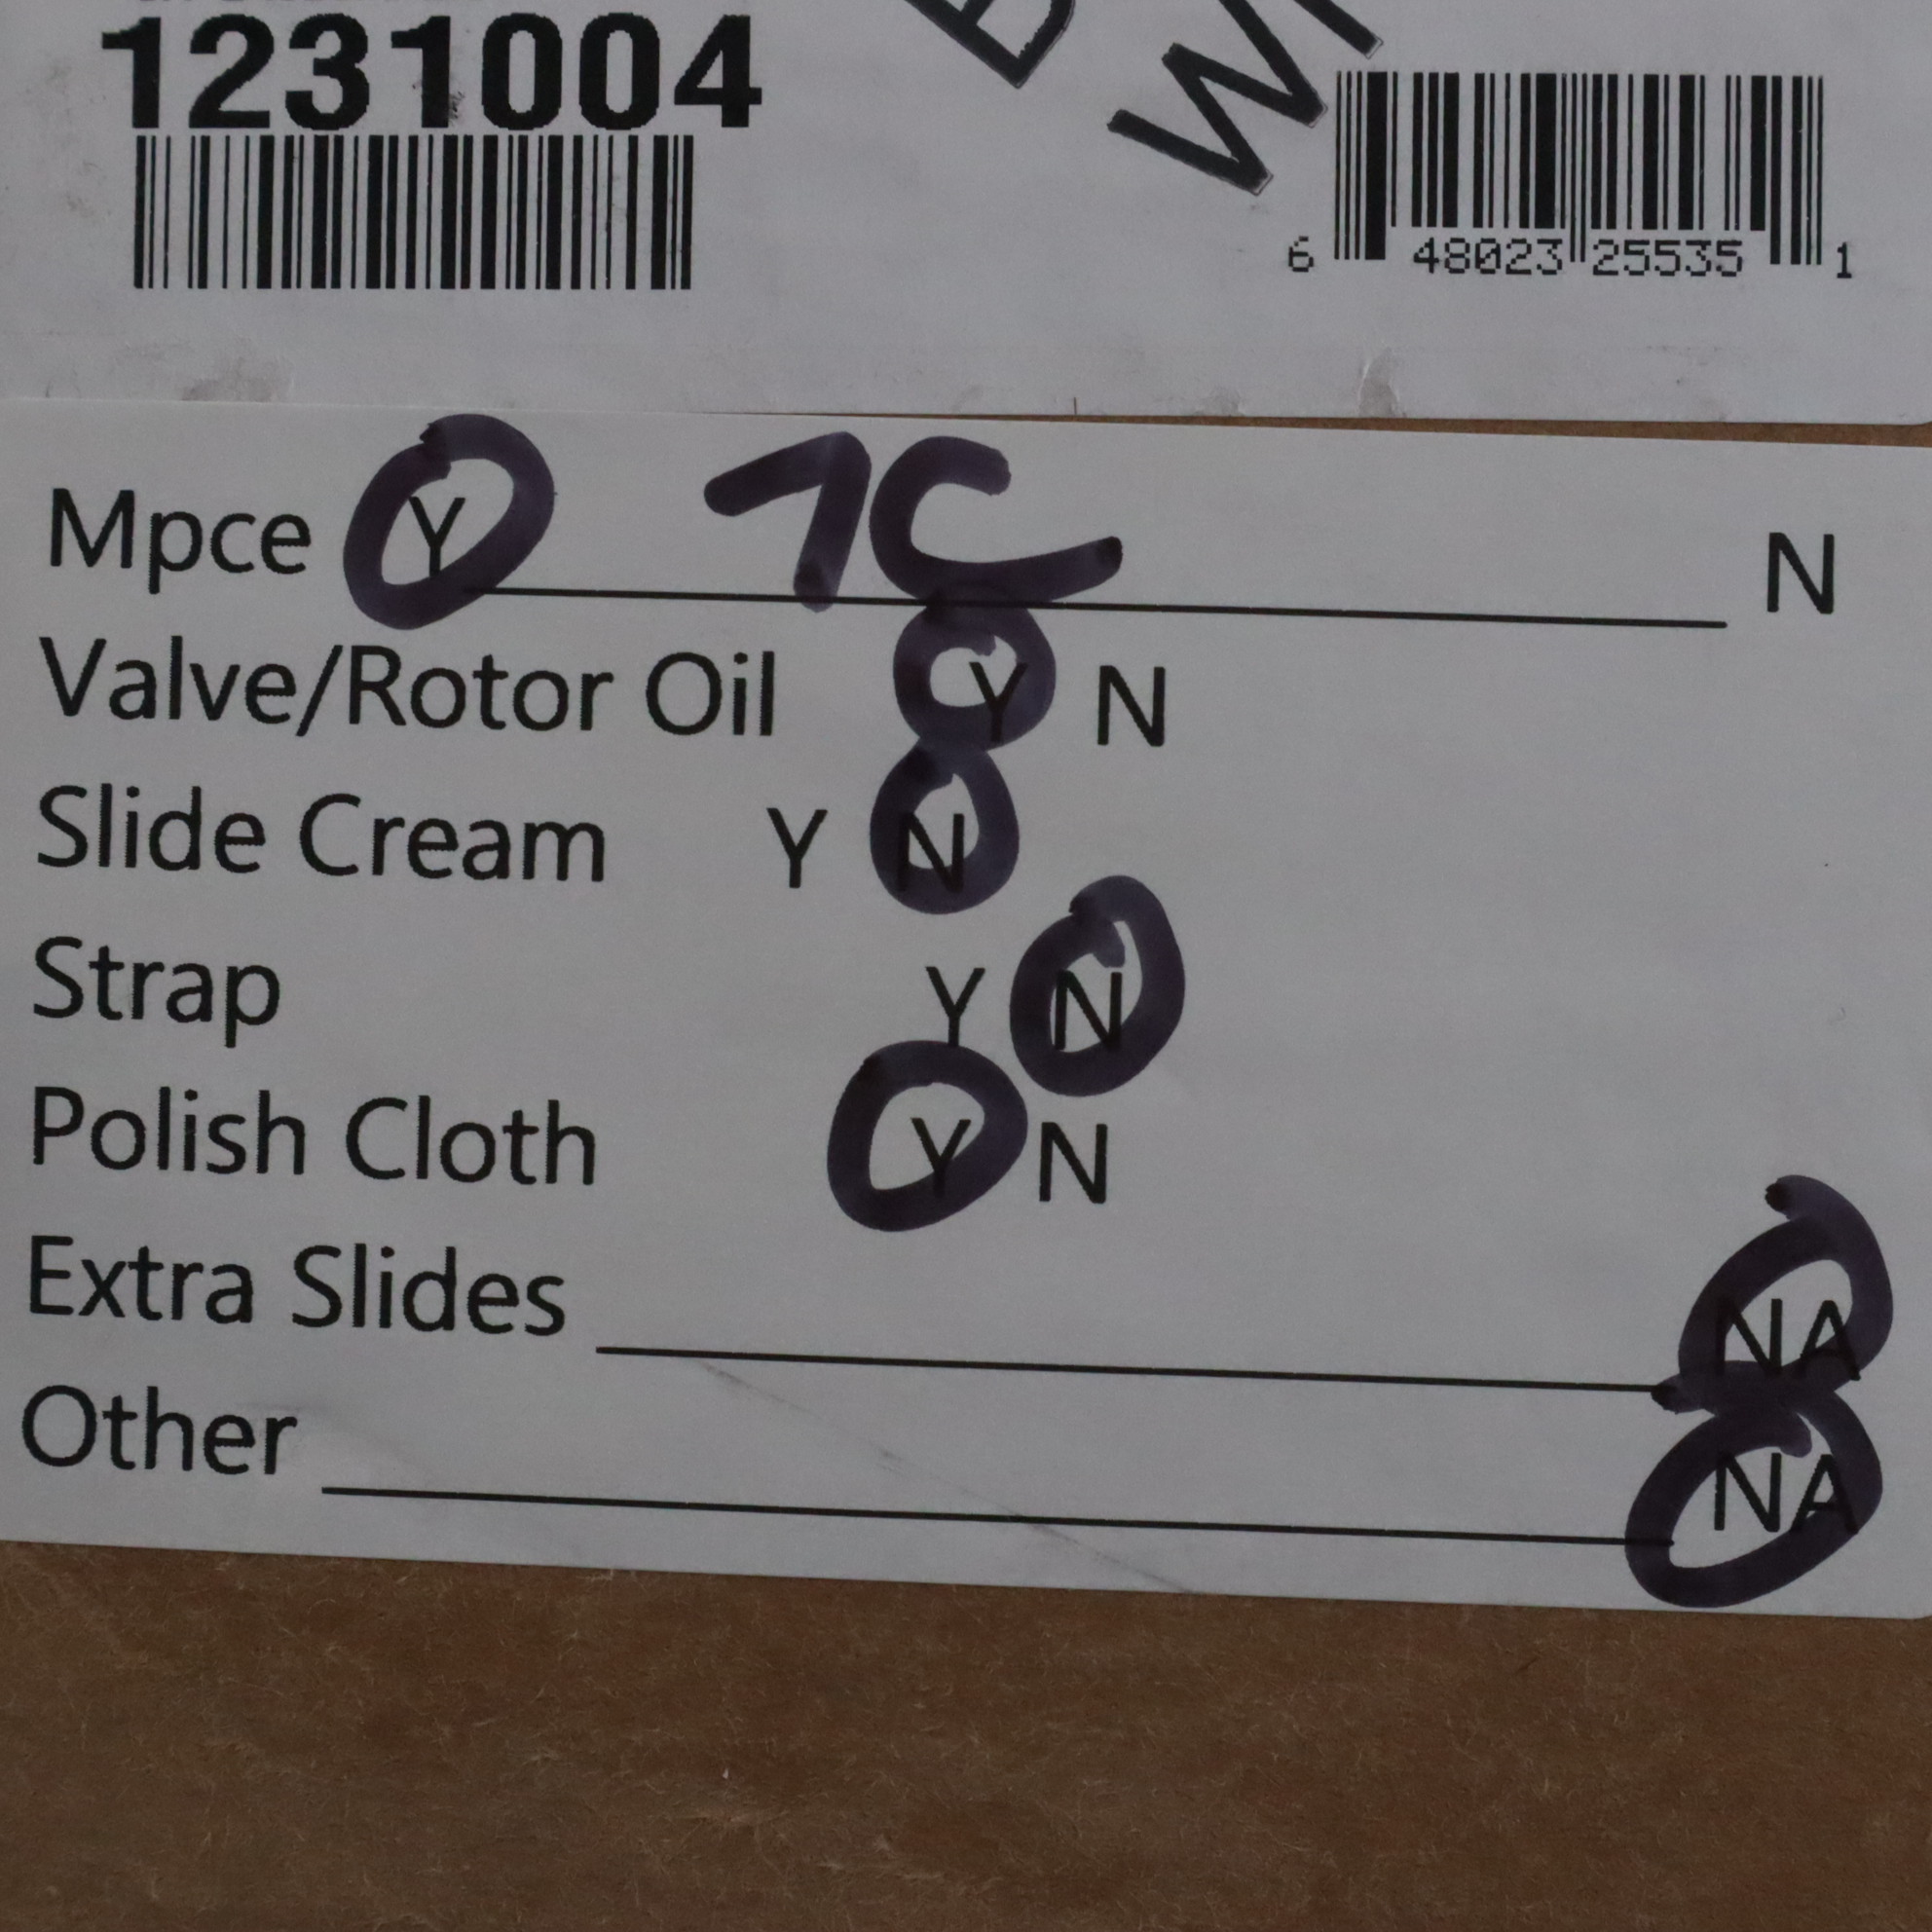 1231004
6 48023 25535 1
Mpce Y 7C N
Valve/Rotor Oil Y N
Slide Cream Y N
Strap Y N
Polish Cloth Y N
Extra Slides NA
Other NA